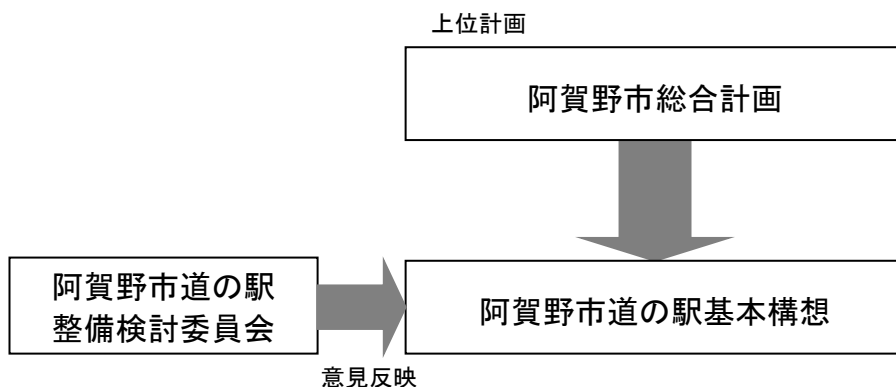 上位計画
阿賀野市総合計画
阿賀野市道の駅
整備検討委員会
阿賀野市道の駅基本構想
意見反映